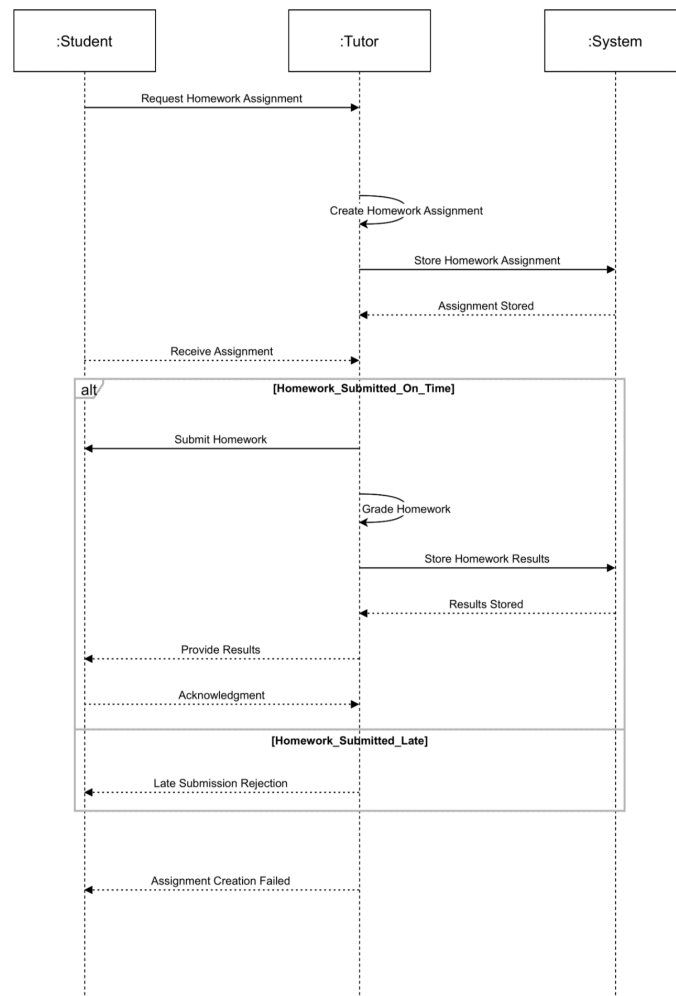 :Student
:Tutor
:System
Request Homework Assignment
Create Homework Assignment
Store Homework Assignment
Assignment Stored
Receive Assignment
alt
[Homework_Submitted_On_Time]
Submit Homework
Grade Homework
Store Homework Results
Results Stored
Provide Results
Acknowledgment
[Homework_Submitted_Late]
Late Submission Rejection
Assignment Creation Failed